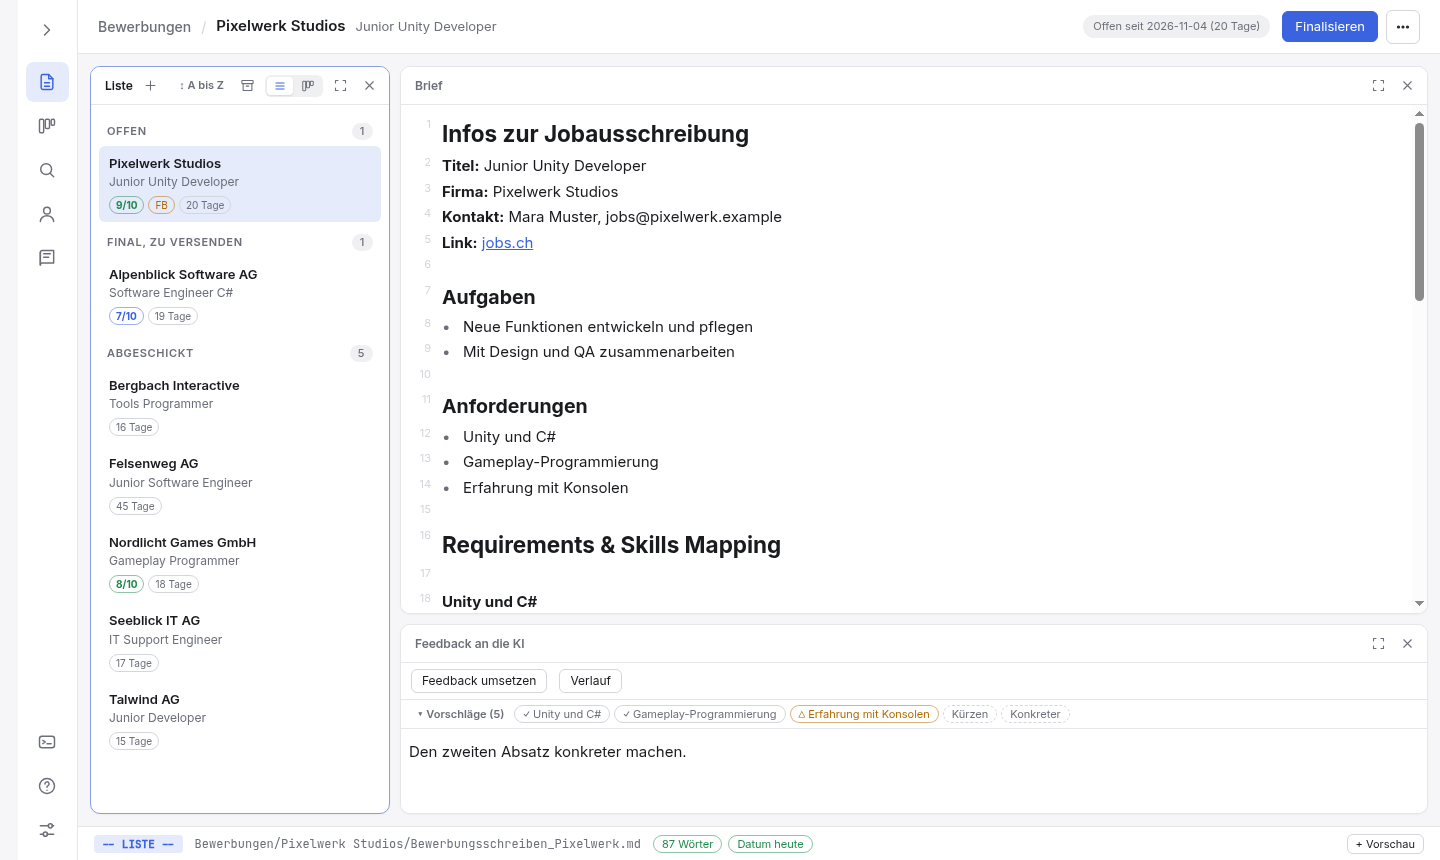 Bewerbungen / Pixelwerk Studios Junior Unity Developer
Offen seit 2026-11-04 (20 Tage)
Finalisieren
Liste
↕ A bis Z
OFFEN 1
Pixelwerk Studios
Junior Unity Developer
9/10 FB 20 Tage
FINAL, ZU VERSENDEN 1
Alpenblick Software AG
Software Engineer C#
7/10 19 Tage
ABGESCHICKT 5
Bergbach Interactive
Tools Programmer
16 Tage
Felsenweg AG
Junior Software Engineer
45 Tage
Nordlicht Games GmbH
Gameplay Programmer
8/10 18 Tage
Seeblick IT AG
IT Support Engineer
17 Tage
Talwind AG
Junior Developer
15 Tage
Brief
1 Infos zur Jobausschreibung
2 Titel: Junior Unity Developer
3 Firma: Pixelwerk Studios
4 Kontakt: Mara Muster, jobs@pixelwerk.example
5 Link: jobs.ch
6
7 Aufgaben
8 • Neue Funktionen entwickeln und pflegen
9 • Mit Design und QA zusammenarbeiten
10
11 Anforderungen
12 • Unity und C#
13 • Gameplay-Programmierung
14 • Erfahrung mit Konsolen
15
16 Requirements & Skills Mapping
17
18 Unity und C#
Feedback an die KI
Feedback umsetzen Verlauf
▾ Vorschläge (5) ✓ Unity und C# ✓ Gameplay-Programmierung △ Erfahrung mit Konsolen Kürzen Konkreter
Den zweiten Absatz konkreter machen.
—— LISTE —— Bewerbungen/Pixelwerk Studios/Bewerbungsschreiben_Pixelwerk.md 87 Wörter Datum heute + Vorschau